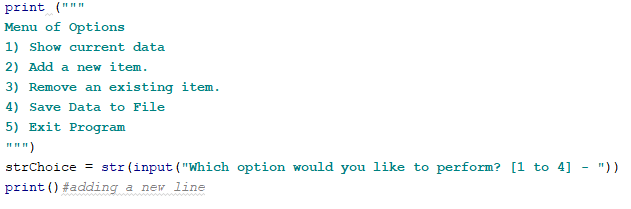 print ("""
Menu of Options
1) Show current data
2) Add a new item.
3) Remove an existing item.
4) Save Data to File
5) Exit Program
""")
strChoice = str(input("Which option would you like to perform? [1 to 4] - "))
print()#adding a new line